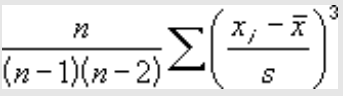 n/((n-1)(n-2)) ∑ ((x_j - x̄)/s)^3